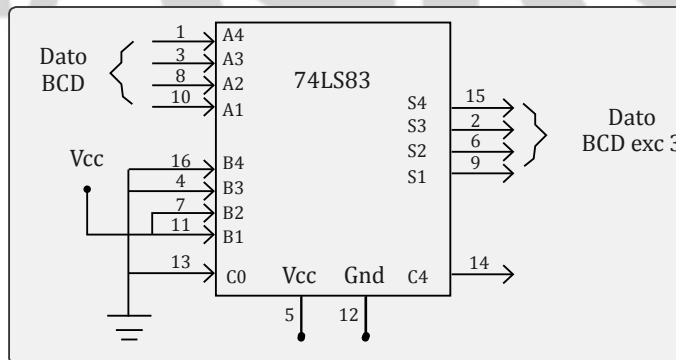 1 A4
3 A3
8 A2
10 A1
Dato
BCD
74LS83
S4 15
S3 2
S2 6
S1 9
Dato
BCD exc 3
Vcc
16 B4
4 B3
7 B2
11 B1
13 C0
Vcc Gnd
C4 14
5 12